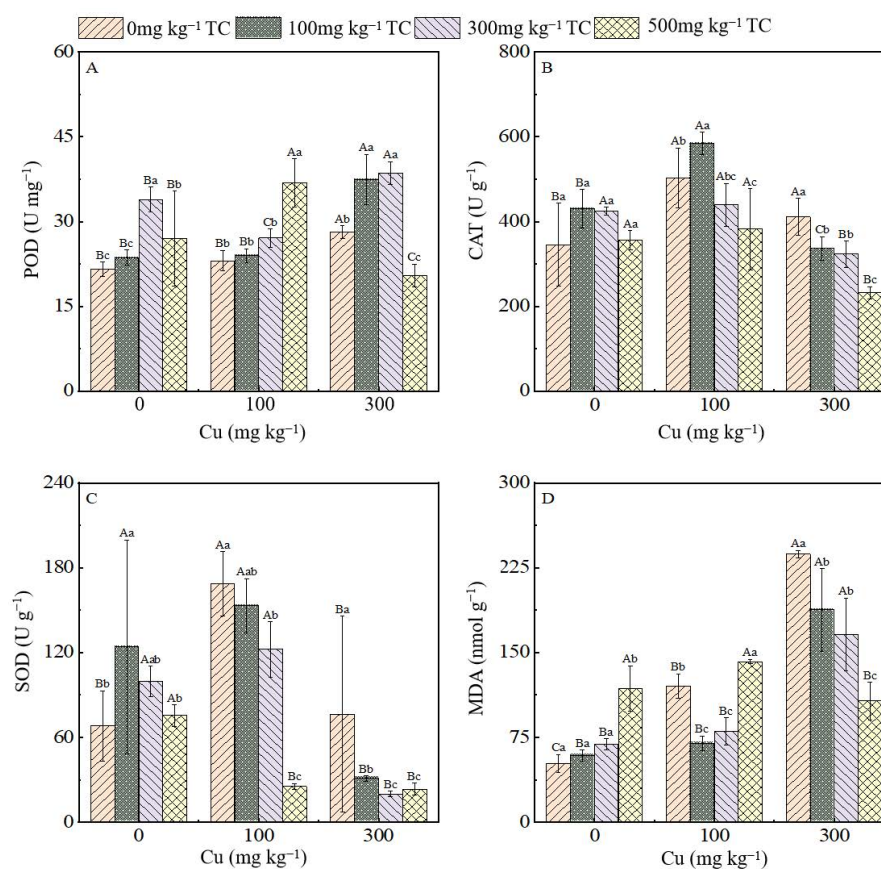 0mg kg⁻¹ TC 100mg kg⁻¹ TC 300mg kg⁻¹ TC 500mg kg⁻¹ TC
A
POD (U mg⁻¹)
60
45
30
15
0
Bc Bc Ba Bb
Bb Bb Cb Aa
Ab Aa Aa Cc
0 100 300
Cu (mg kg⁻¹)
B
CAT (U g⁻¹)
800
600
400
200
0
Ba Ba Aa Aa
Ab Aa Abc Ac
Aa Cb Bb Bc
0 100 300
Cu (mg kg⁻¹)
C
SOD (U g⁻¹)
240
180
120
60
0
Bb Aa Aab Ab
Aa Aab Ab Bc
Ba Bb Bc Bc
0 100 300
Cu (mg kg⁻¹)
D
MDA (nmol g⁻¹)
300
225
150
75
0
Ca Ba Ba Ab
Bb Bc Bc Aa
Aa Ab Ab Bc
0 100 300
Cu (mg kg⁻¹)